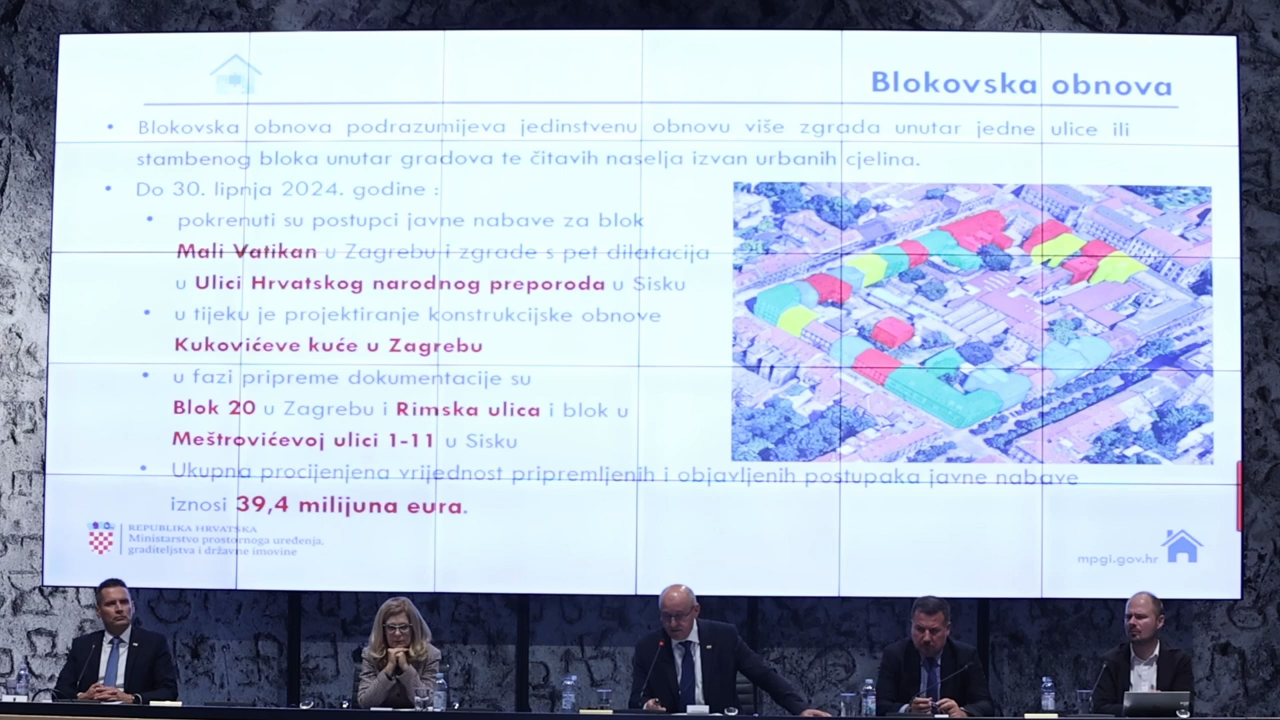 Blokovska obnova
• Blokovska obnova podrazumijeva jedinstvenu obnovu više zgrada unutar jedne ulice ili
stambenog bloka unutar gradova te čitavih naselja izvan urbanih cjelina.
• Do 30. lipnja 2024. godine :
• pokrenuti su postupci javne nabave za blok
Mali Vatikan u Zagrebu i zgrade s pet dilatacija
u Ulici Hrvatskog narodnog preporoda u Sisku
• u tijeku je projektiranje konstrukcijske obnove
Kukovićeve kuće u Zagrebu
• u fazi pripreme dokumentacije su
Blok 20 u Zagrebu i Rimska ulica i blok u
Meštrovićevoj ulici 1-11 u Sisku
• Ukupna procijenjena vrijednost pripremljenih i objavljenih postupaka javne nabave
iznosi 39,4 milijuna eura.
REPUBLIKA HRVATSKA
Ministarstvo prostornoga uređenja,
graditeljstva i državne imovine
mpgi.gov.hr